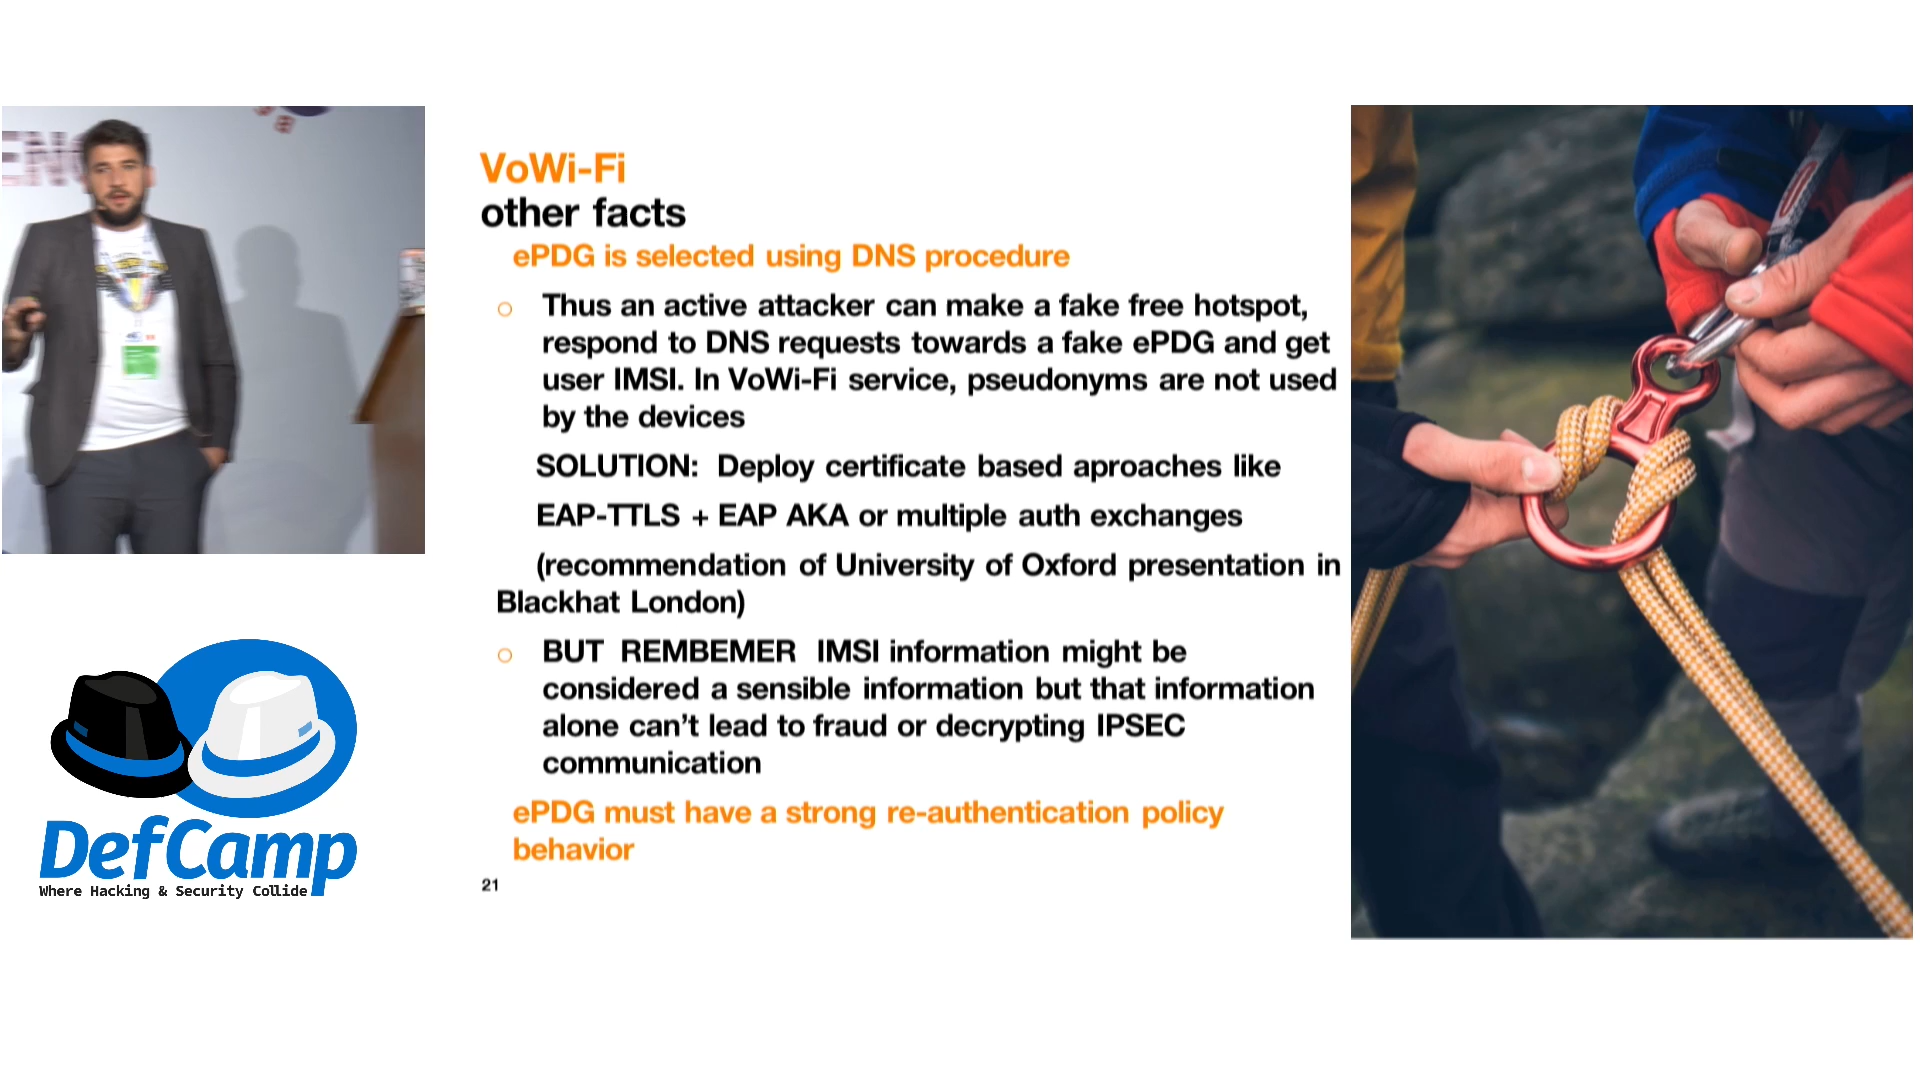 ENC
VoWi-Fi
other facts
ePDG is selected using DNS procedure
Thus an active attacker can make a fake free hotspot,
respond to DNS requests towards a fake ePDG and get
user IMSI. In VoWi-Fi service, pseudonyms are not used
by the devices
SOLUTION: Deploy certificate based aproaches like
EAP-TTLS + EAP AKA or multiple auth exchanges
(recommendation of University of Oxford presentation in
Blackhat London)
BUT REMBEMER IMSI information might be
considered a sensible information but that information
alone can't lead to fraud or decrypting IPSEC
communication
ePDG must have a strong re-authentication policy
behavior
21
DefCamp
Where Hacking & Security Collide